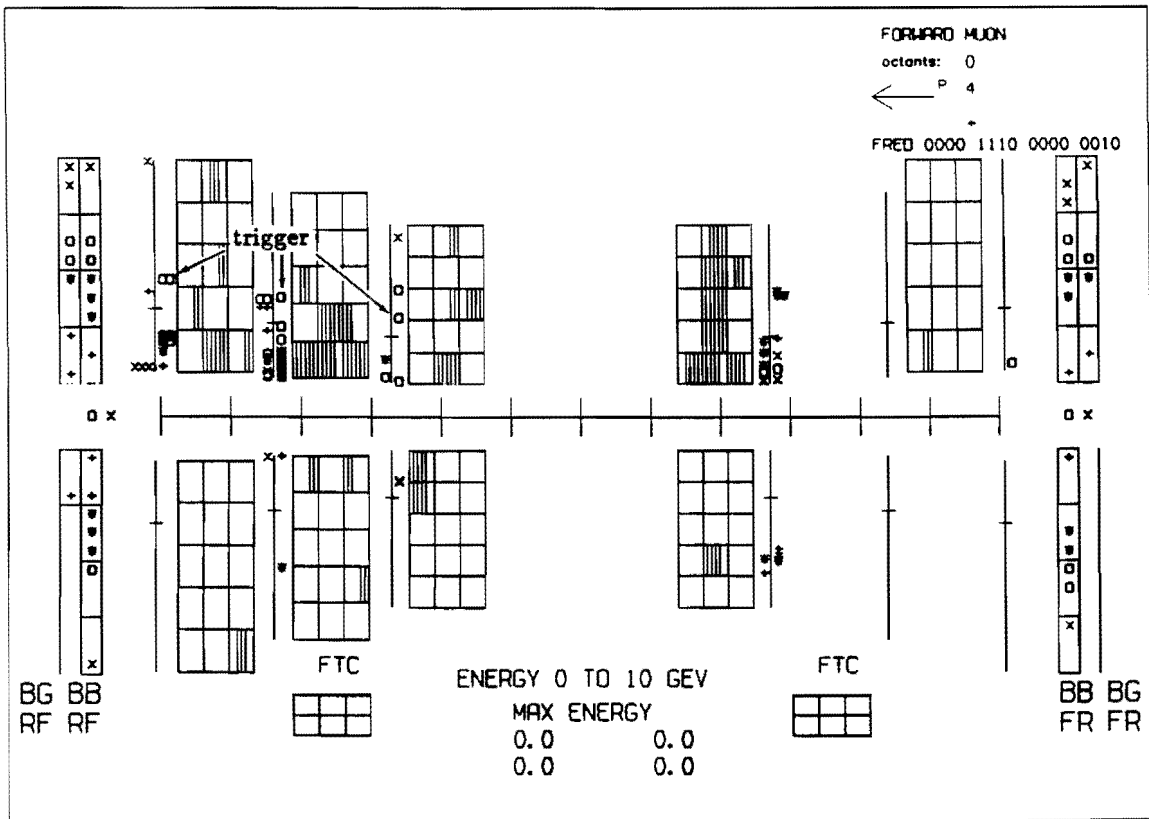 FORWARD MUON
octants: 0
P 4
FRED 0000 1110 0000 0010
trigger
FTC
FTC
ENERGY 0 TO 10 GEV
MAX ENERGY
0.0 0.0
0.0 0.0
BG BB
RF RF
BB BG
FR FR